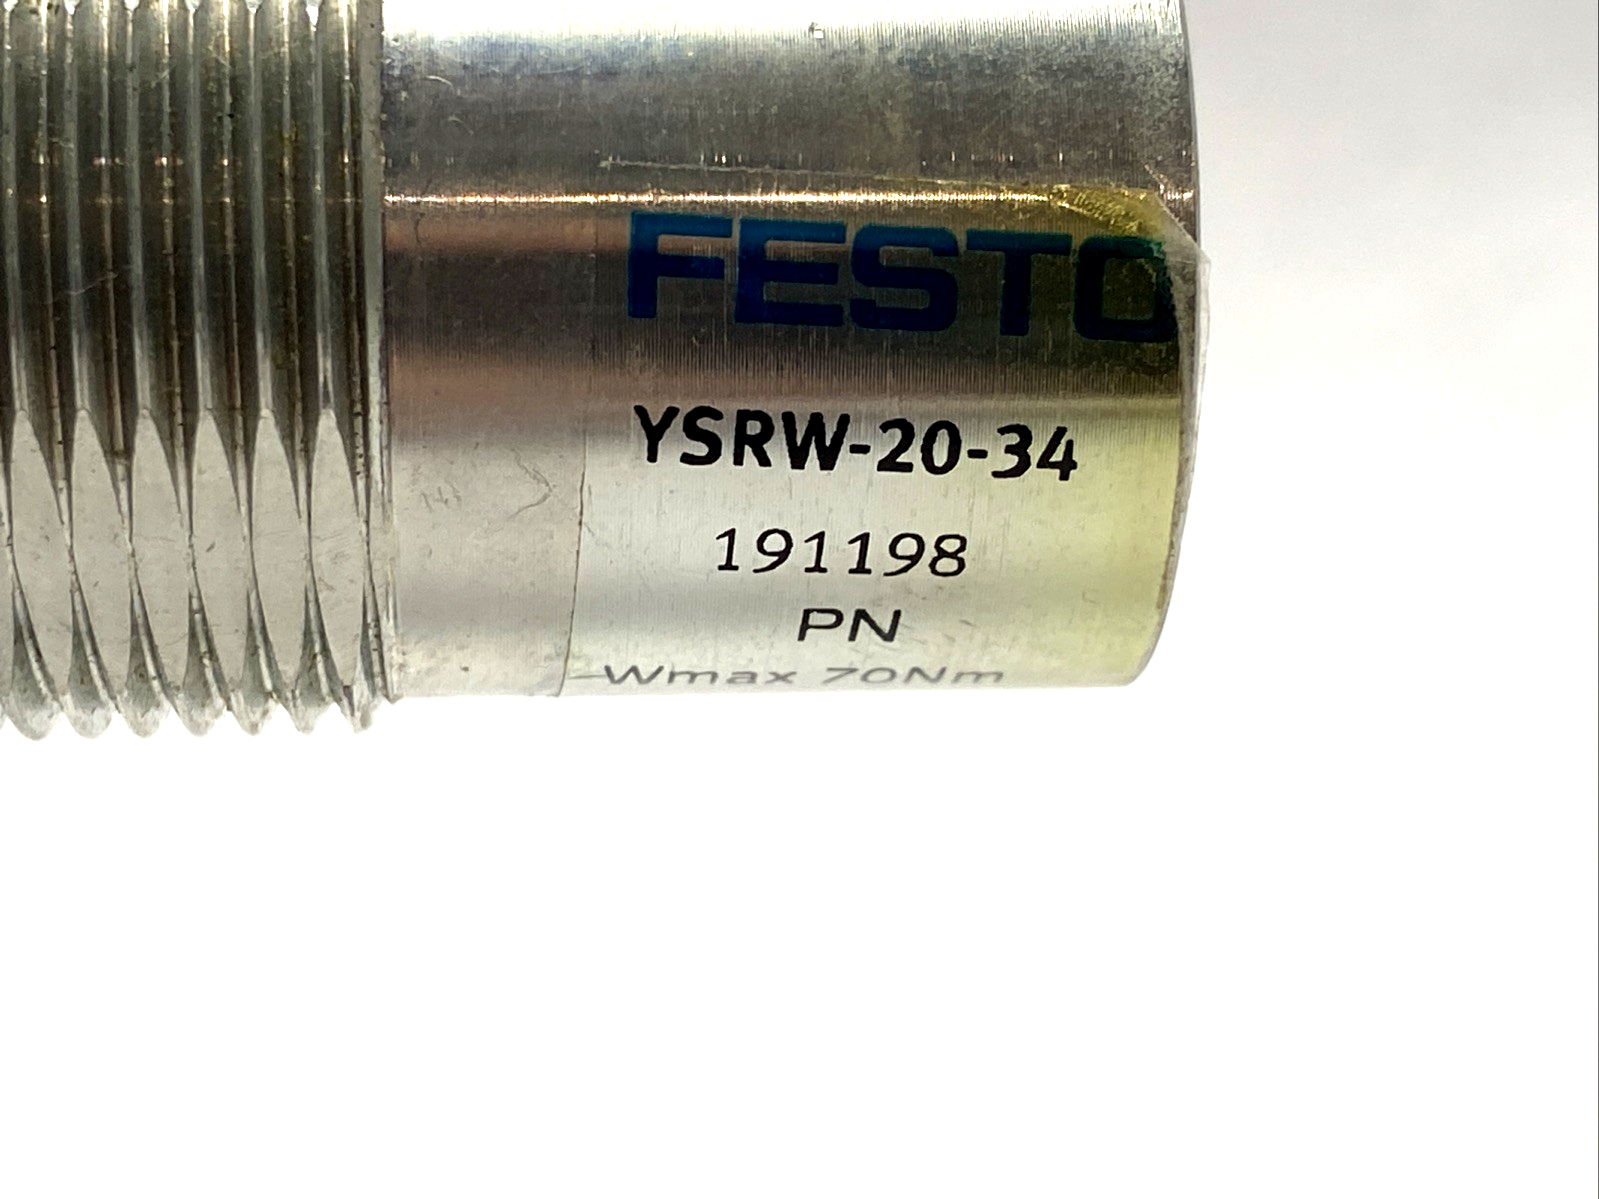 FESTO
YSRW-20-34
191198
PN
Wmax 70Nm